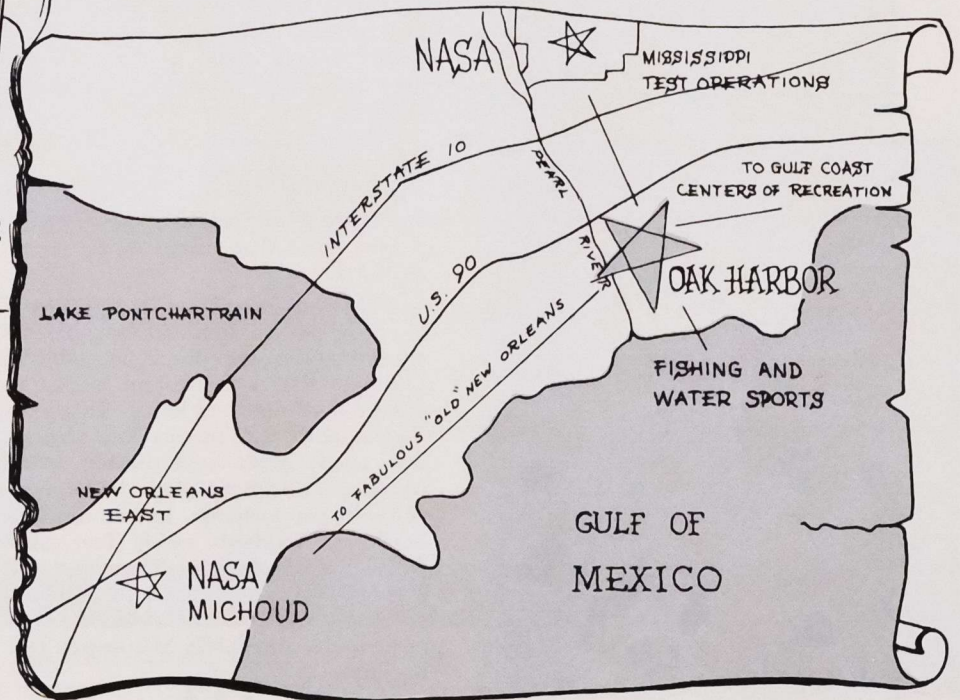 NASA
MISSISSIPPI
TEST OPERATIONS
INTERSTATE 10
PEARL
RIVER
TO GULF COAST
CENTERS OF RECREATION
U.S. 90
OAK HARBOR
LAKE PONTCHARTRAIN
TO FABULOUS "OLD" NEW ORLEANS
FISHING AND
WATER SPORTS
NEW ORLEANS
EAST
GULF OF
MEXICO
NASA
MICHOUD